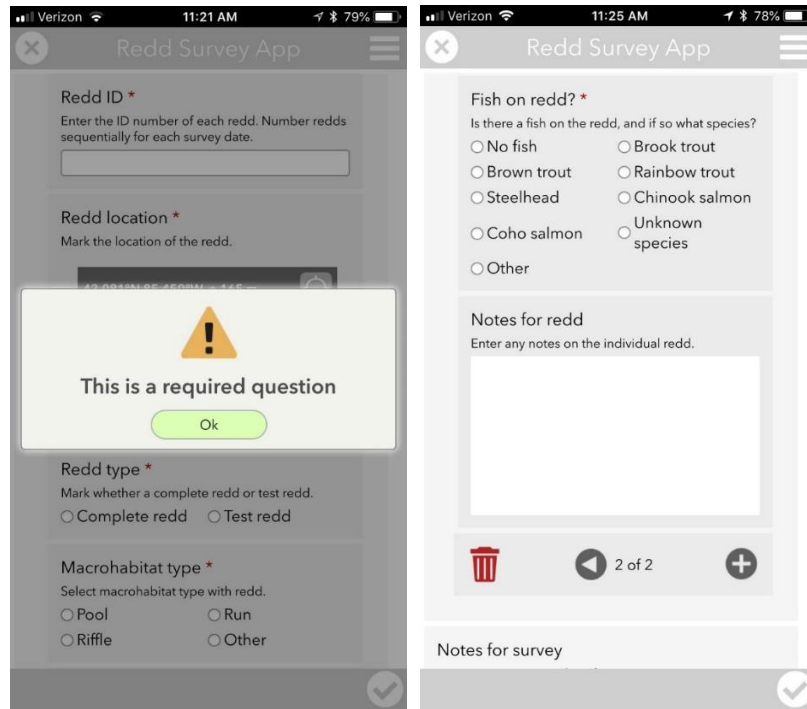 Verizon 11:21 AM 79%
Redd Survey App
Redd ID *
Enter the ID number of each redd. Number redds
sequentially for each survey date.
Redd location *
Mark the location of the redd.
This is a required question
Ok
Redd type *
Mark whether a complete redd or test redd.
Complete redd Test redd
Macrohabitat type *
Select macrohabitat type with redd.
Pool Run
Riffle Other
Verizon 11:25 AM 78%
Redd Survey App
Fish on redd? *
Is there a fish on the redd, and if so what species?
No fish Brook trout
Brown trout Rainbow trout
Steelhead Chinook salmon
Coho salmon Unknown
species
Other
Notes for redd
Enter any notes on the individual redd.
2 of 2
Notes for survey